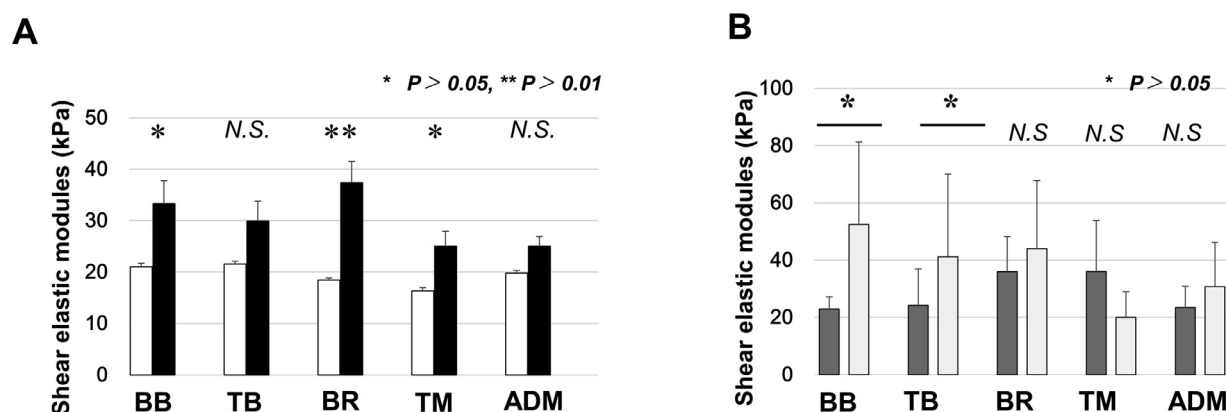 A
* P > 0.05, ** P > 0.01
Shear elastic modules (kPa)
50
40
30
20
10
0
* N.S. ** * N.S.
BB TB BR TM ADM
B
* P > 0.05
Shear elastic modules (kPa)
100
80
60
40
20
0
* * N.S N.S N.S
BB TB BR TM ADM